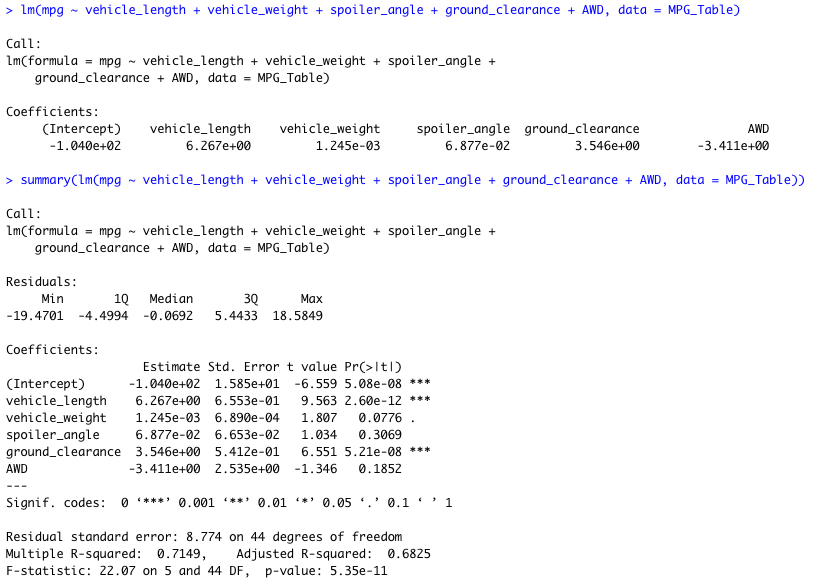 > lm(mpg ~ vehicle_length + vehicle_weight + spoiler_angle + ground_clearance + AWD, data = MPG_Table)
Call:
lm(formula = mpg ~ vehicle_length + vehicle_weight + spoiler_angle +
    ground_clearance + AWD, data = MPG_Table)
Coefficients:
     (Intercept)    vehicle_length    vehicle_weight     spoiler_angle  ground_clearance               AWD
      -1.040e+02         6.267e+00         1.245e-03         6.877e-02         3.546e+00        -3.411e+00
> summary(lm(mpg ~ vehicle_length + vehicle_weight + spoiler_angle + ground_clearance + AWD, data = MPG_Table))
Call:
lm(formula = mpg ~ vehicle_length + vehicle_weight + spoiler_angle +
    ground_clearance + AWD, data = MPG_Table)
Residuals:
     Min       1Q   Median       3Q      Max
-19.4701  -4.4994  -0.0692   5.4433  18.5849
Coefficients:
                   Estimate Std. Error t value Pr(>|t|)
(Intercept)      -1.040e+02  1.585e+01  -6.559 5.08e-08 ***
vehicle_length    6.267e+00  6.553e-01   9.563 2.60e-12 ***
vehicle_weight    1.245e-03  6.890e-04   1.807   0.0776 .
spoiler_angle     6.877e-02  6.653e-02   1.034   0.3069
ground_clearance  3.546e+00  5.412e-01   6.551 5.21e-08 ***
AWD              -3.411e+00  2.535e+00  -1.346   0.1852
---
Signif. codes:  0 ‘***’ 0.001 ‘**’ 0.01 ‘*’ 0.05 ‘.’ 0.1 ‘ ’ 1
Residual standard error: 8.774 on 44 degrees of freedom
Multiple R-squared:  0.7149,    Adjusted R-squared:  0.6825
F-statistic: 22.07 on 5 and 44 DF,  p-value: 5.35e-11